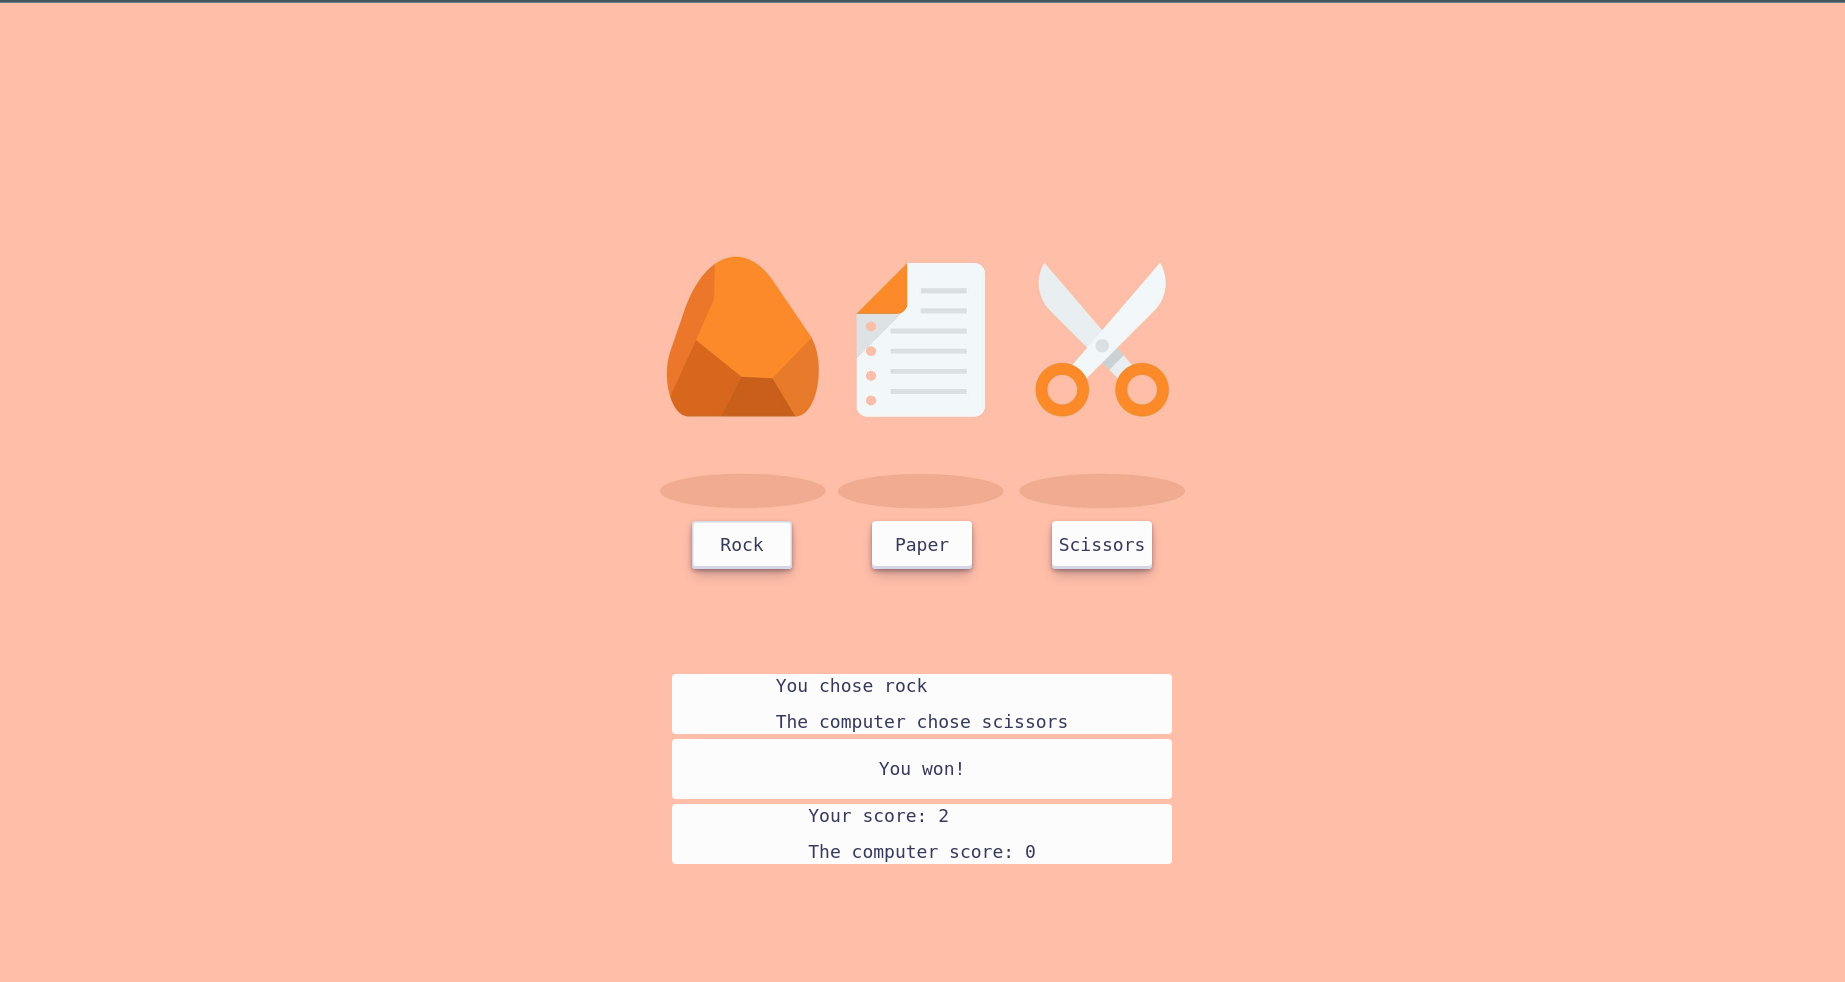 Rock
Paper
Scissors
You chose rock
The computer chose scissors
You won!
Your score: 2
The computer score: 0